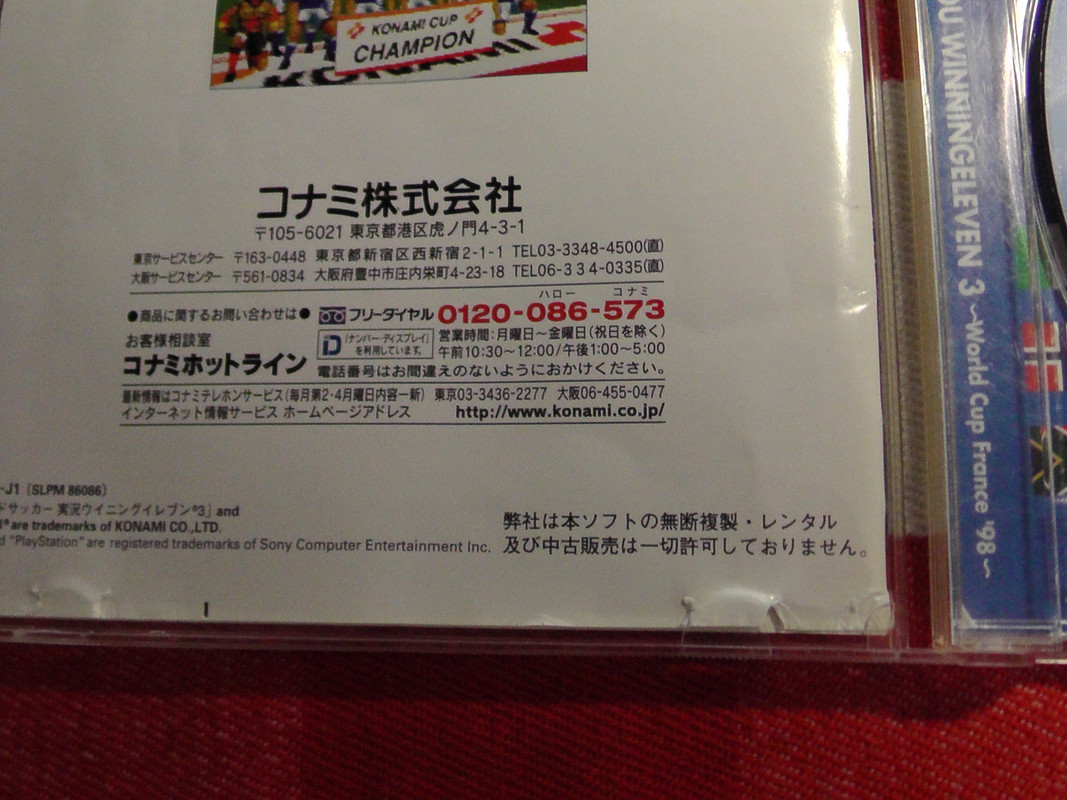 KONAMI CUP
CHAMPION
コナミ株式会社
〒105-6021 東京都港区虎ノ門4-3-1
東京サービスセンター 〒163-0448 東京都新宿区西新宿2-1-1 TEL03-3348-4500(直)
大阪サービスセンター 〒561-0834 大阪府豊中市庄内栄町4-23-18 TEL06-334-0335(直)
ハロー コナミ
●商品に関するお問い合わせは● フリーダイヤル 0120-086-573
お客様相談室
コナミホットライン
D 「ナンバー・ディスプレイ」
を利用しています。
営業時間:月曜日〜金曜日(祝日を除く)
午前10:30〜12:00/午後1:00〜5:00
電話番号はお間違えのないようにおかけください。
最新情報はコナミテレホンサービス(毎月第2・4月曜日内容一新) 東京03-3436-2277 大阪06-455-0477
インターネット情報サービス ホームページアドレス http://www.konami.co.jp/
-J1 (SLPM 86086)
ドサッカー 実況ウイニングイレブン®3」 and
® are trademarks of KONAMI CO.,LTD.
"PlayStation" are registered trademarks of Sony Computer Entertainment Inc.
弊社は本ソフトの無断複製・レンタル
及び中古販売は一切許可しておりません。
OU WINNINGELEVEN 3 〜World Cup France '98〜